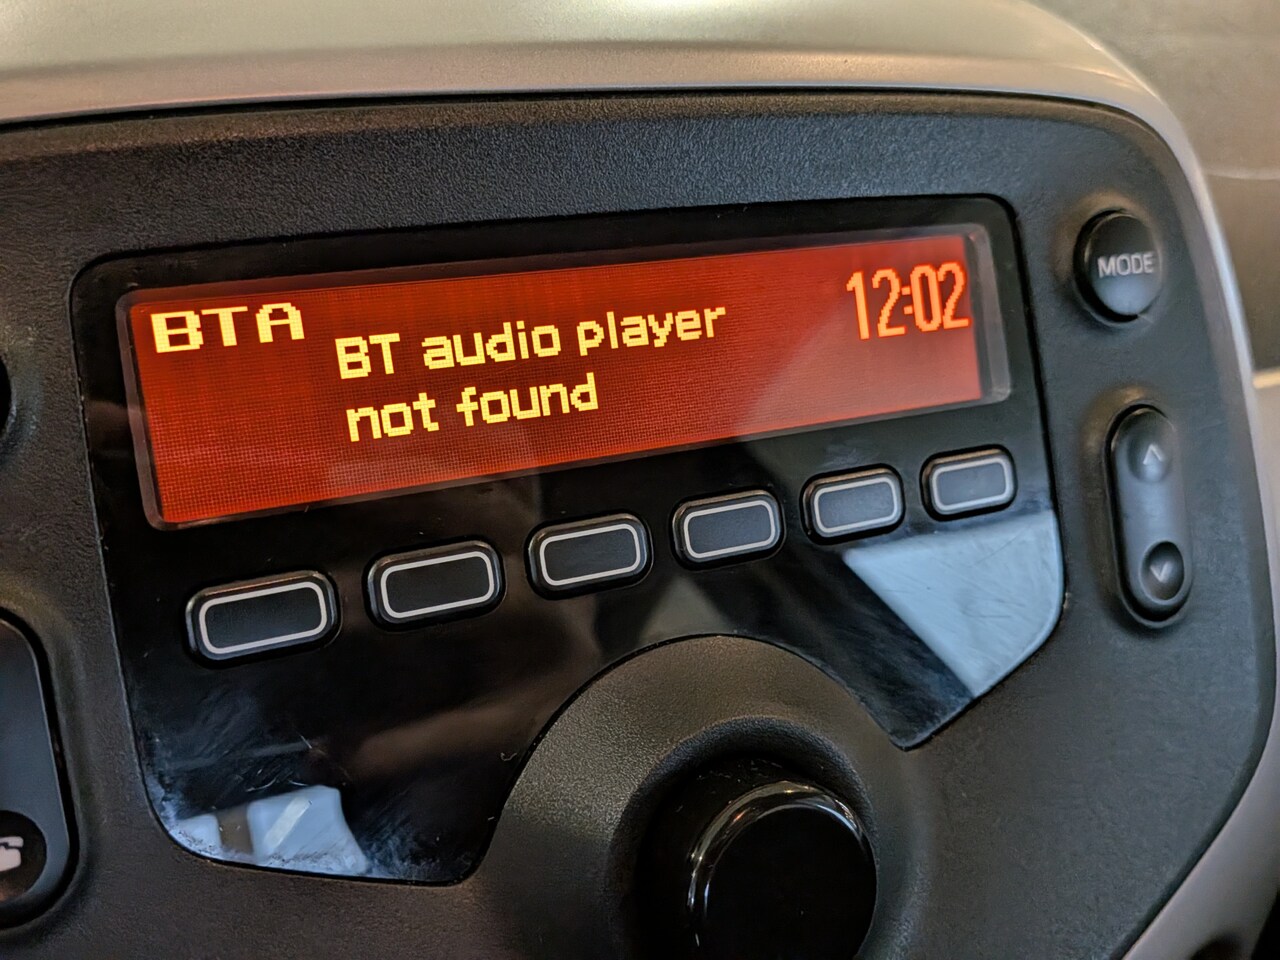 BTA
12:02
BT audio player
not found
MODE